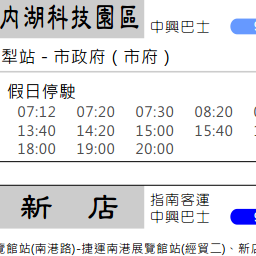 內湖科技園區 中興巴士
犁站 - 市政府 ( 市府 )
假日停駛
07:12 07:20 07:30 08:20
13:40 14:20 15:00 15:40
18:00 19:00 20:00
新 店 指南客運
中興巴士
覽館站(南港路)-捷運南港展覽館站(經貿二)、新店